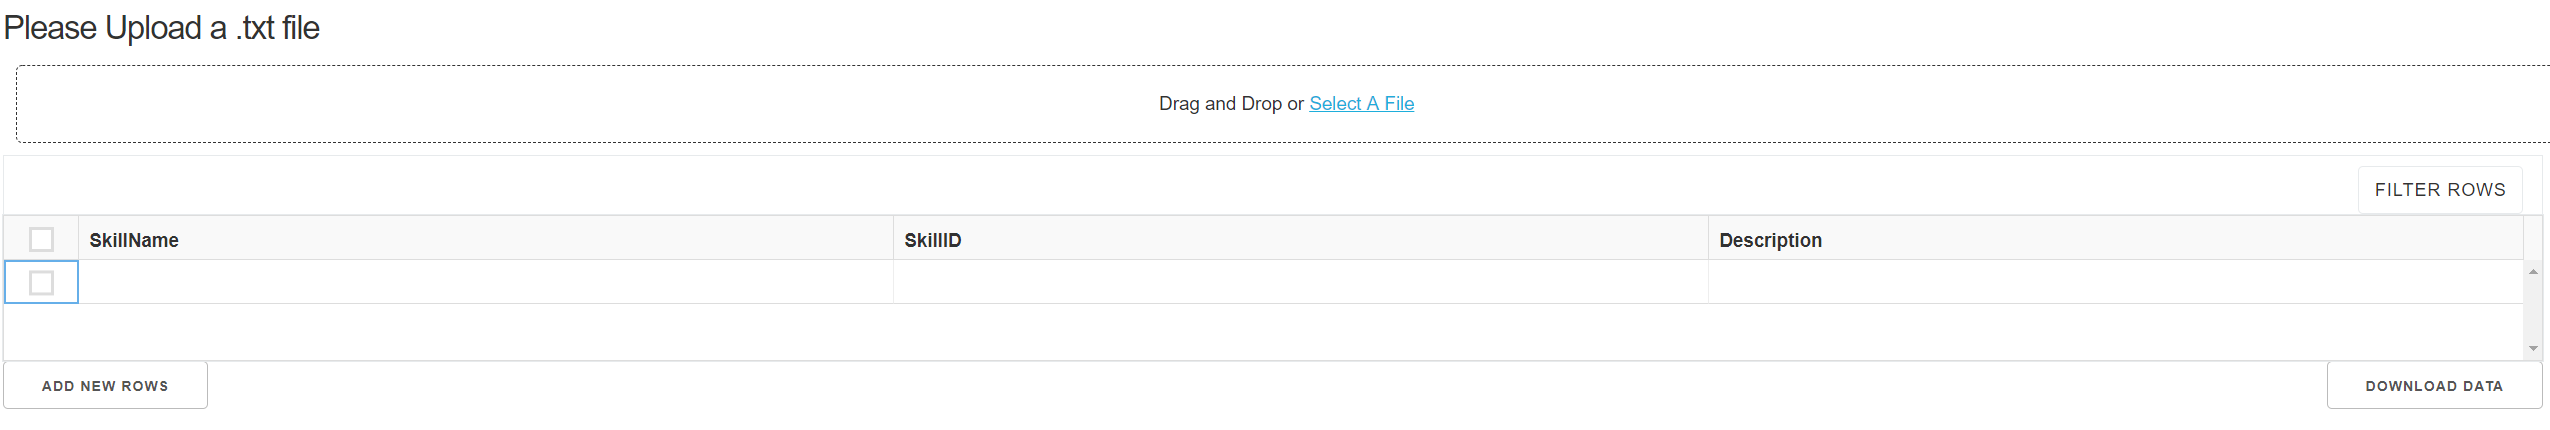 Please Upload a .txt file
Drag and Drop or Select A File
FILTER ROWS
SkillName SkillID Description
ADD NEW ROWS DOWNLOAD DATA